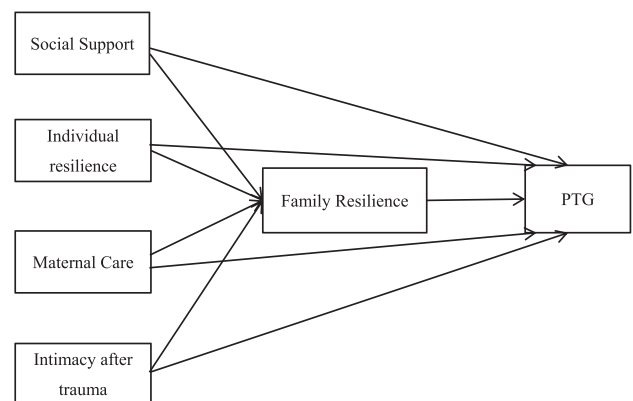 Social Support
Individual
resilience
Family Resilience
PTG
Maternal Care
Intimacy after
trauma